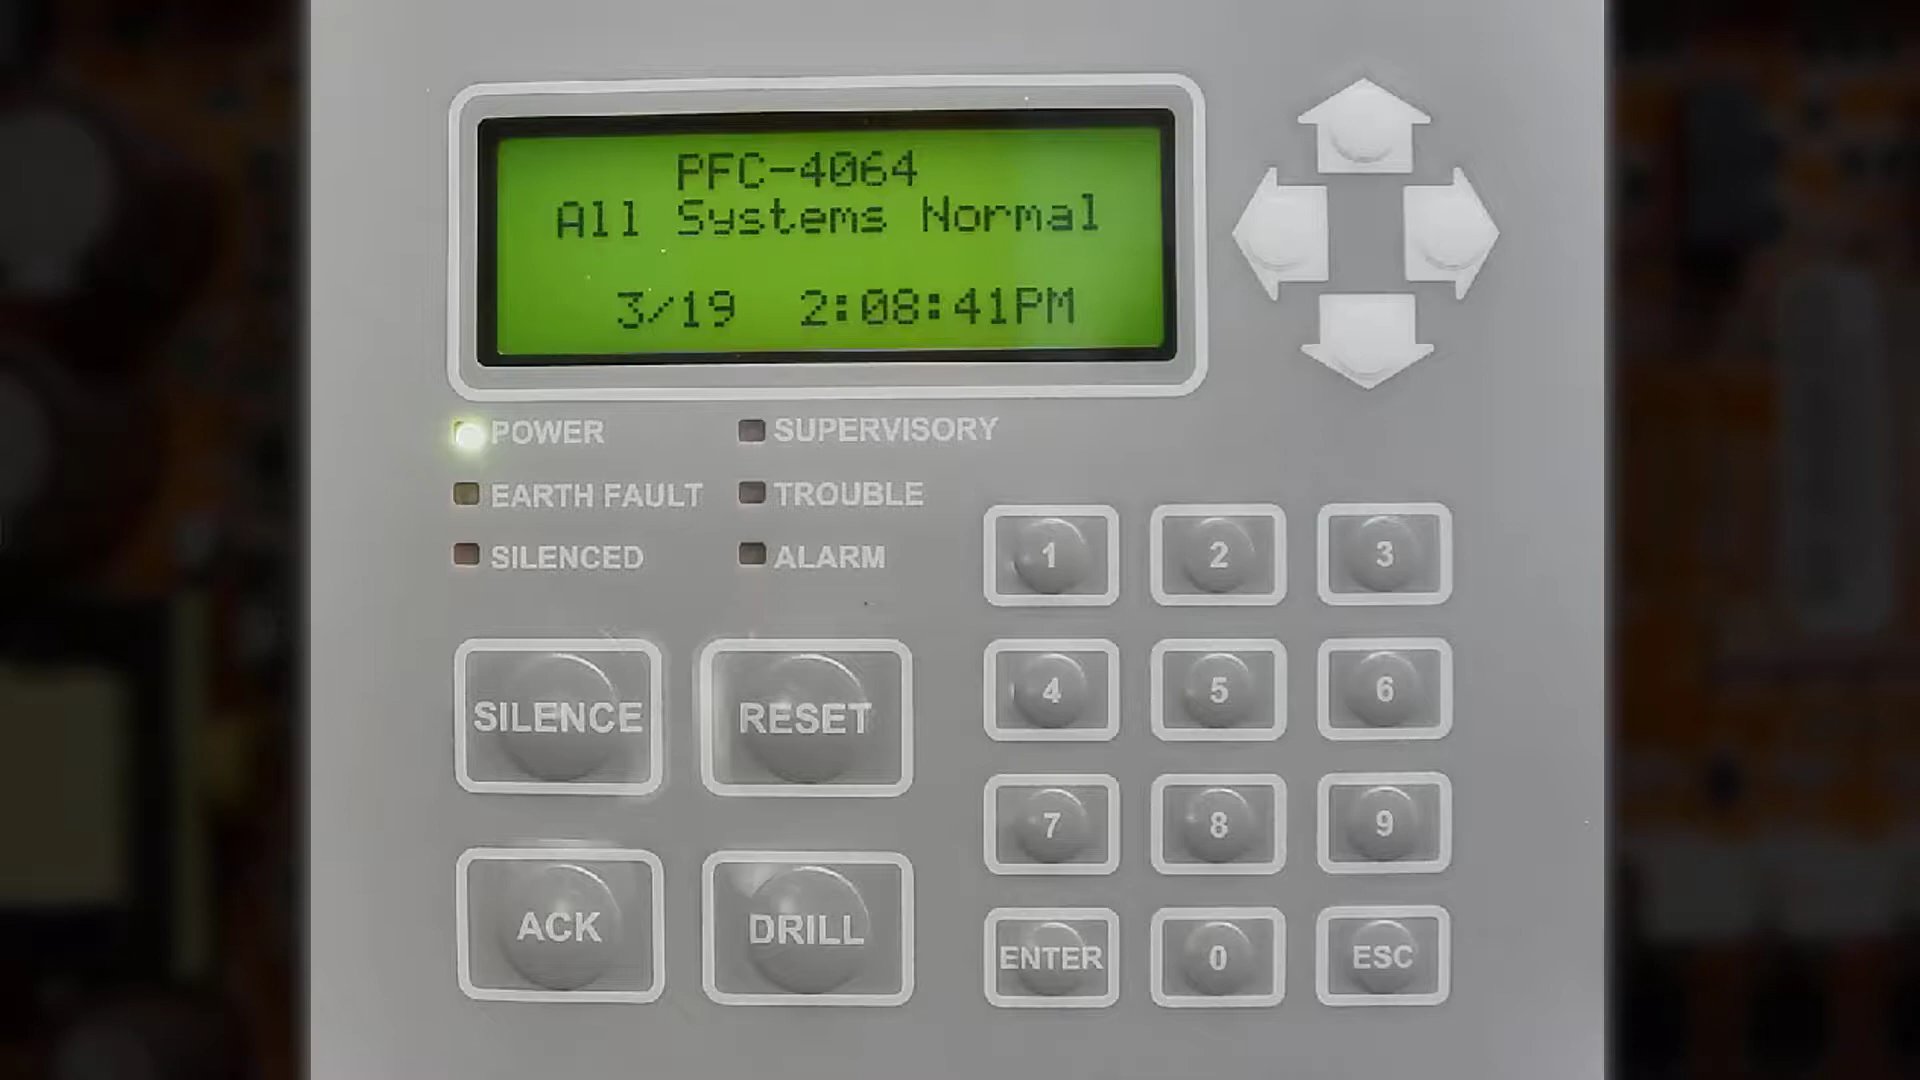 PFC-4064
All Systems Normal
3/19 2:08:41PM
POWER SUPERVISORY
EARTH FAULT TROUBLE
SILENCED ALARM
1 2 3
SILENCE RESET
4 5 6
7 8 9
ACK DRILL
ENTER 0 ESC